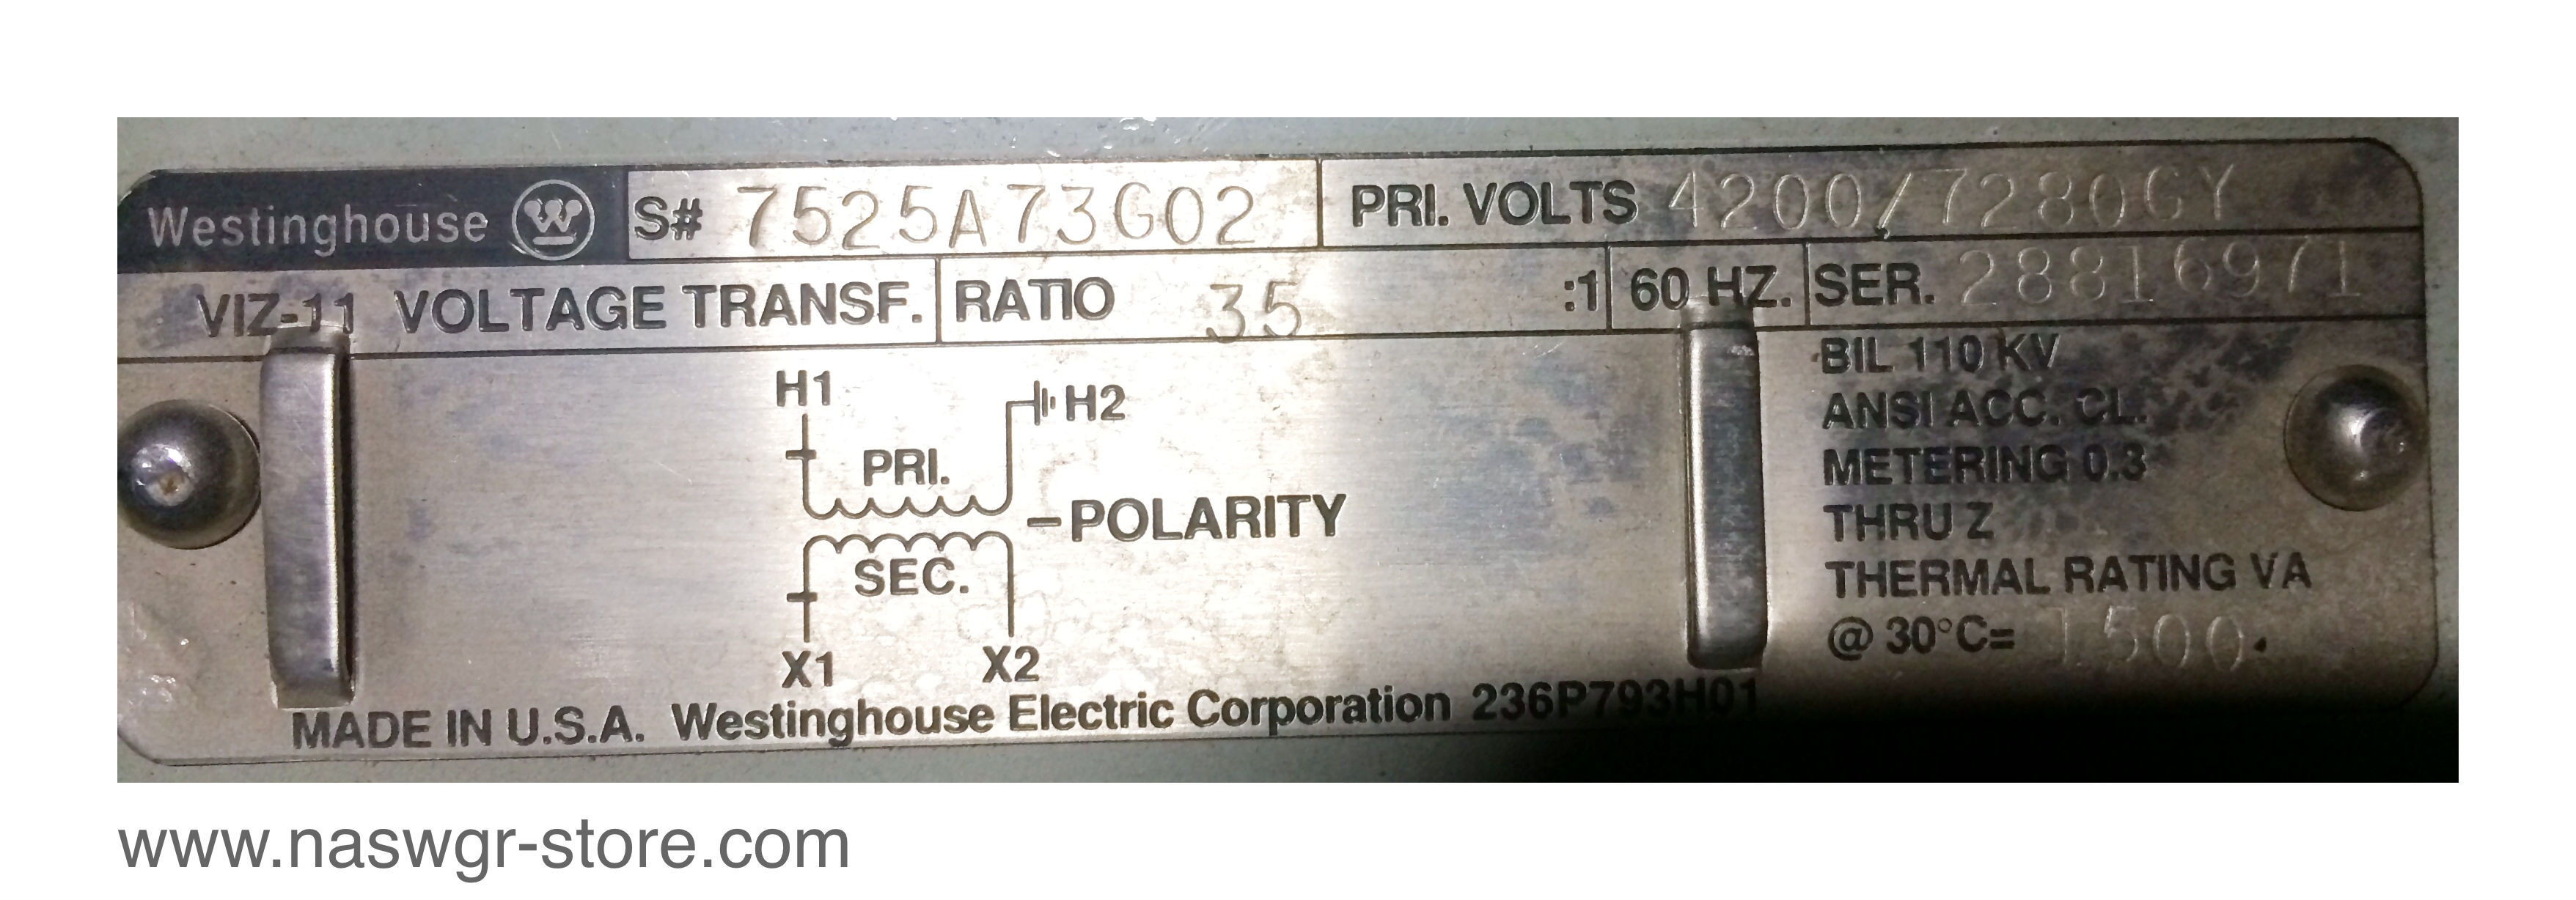 Westinghouse W S# 7525A73G02 PRI. VOLTS 4200/7280GY
VIZ-11 VOLTAGE TRANSF. RATIO 35 :1 60 HZ. SER. 28816971
BIL 110 KV
H1 H2 ANSI ACC. CL.
PRI. METERING 0.3
-POLARITY THRU Z
SEC. THERMAL RATING VA
X1 X2 @ 30°C= 1500.
MADE IN U.S.A. Westinghouse Electric Corporation 236P793H01
www.naswgr-store.com